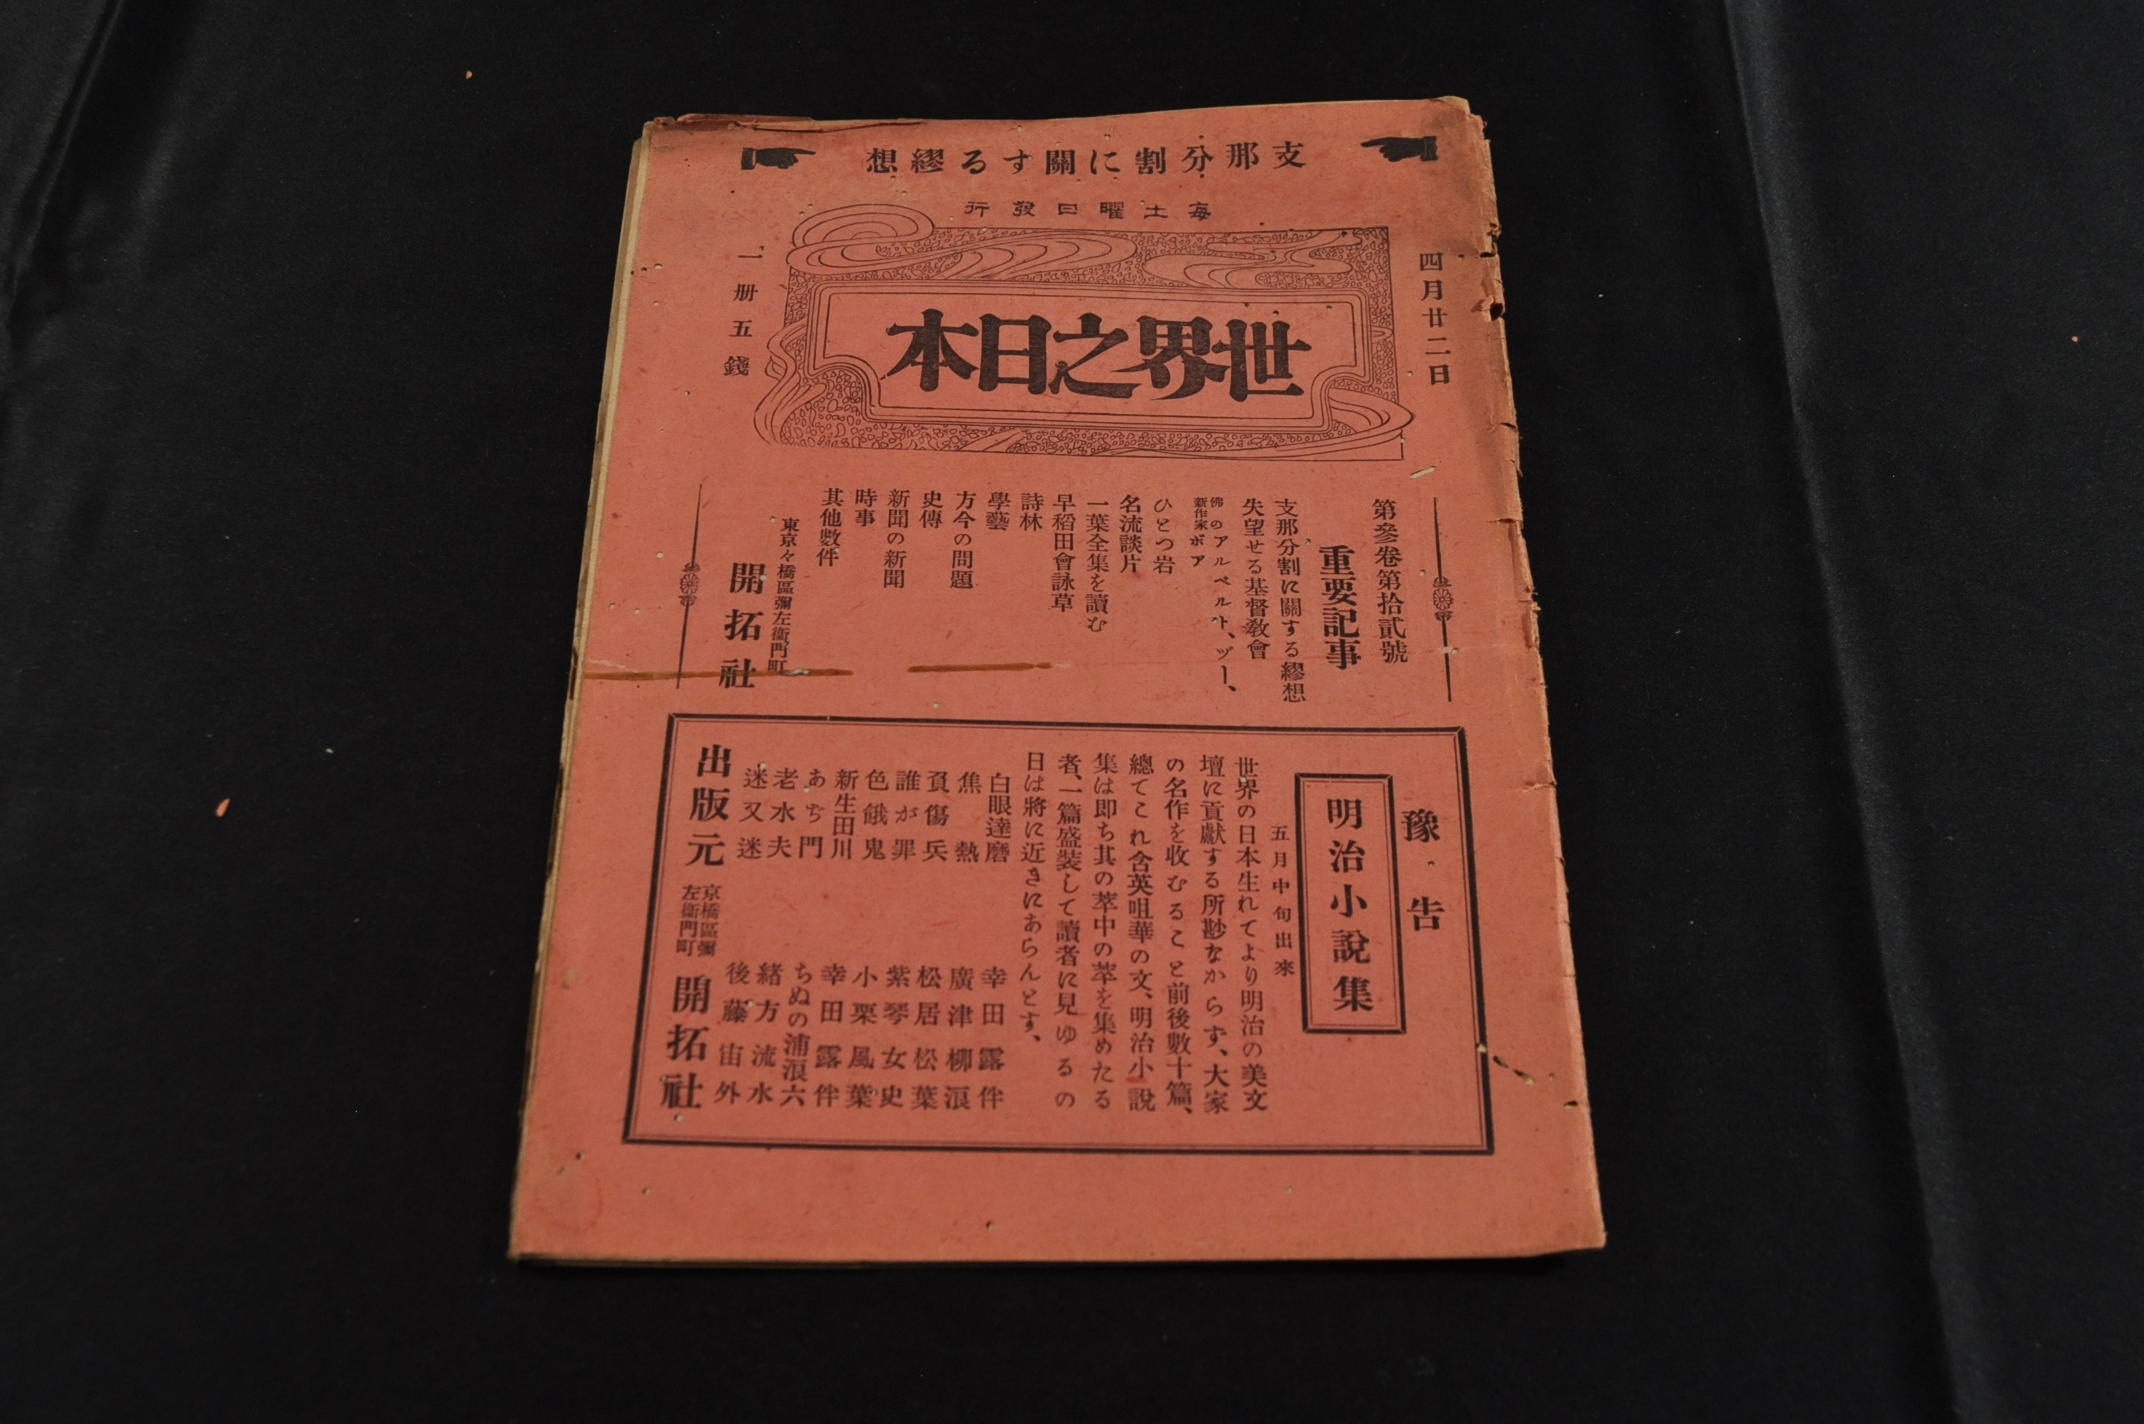 支那分割に關する繆想
每土曜日發行
四月廿二日
世界之日本
一册五錢
第參卷第拾貳號
重要記事
支那分割に關する繆想
失望せる基督敎會
佛のアルベルト、ヅー、
新作家ボア
ひとつ岩
名流談片
一葉全集を讀む
早稻田會詠草
詩林
學藝
方今の問題
史傳
新聞の新聞
時事
其他數件
東京々橋區彌左衞門町
開拓社
豫告
明治小說集
五月中旬出來
世界の日本生れてより明治の美文
壇に貢獻する所尠なからず、大家
の名作を收むること前後數十篇、
總てこれ含英咀華の文、明治小說
集は卽ち其の萃中の萃を集めたる
者、一篇盛裝して讀者に見ゆるの
日は將に近きにあらんとす、
白眼達磨 幸田露伴
焦熱 廣津柳浪
負傷兵 松居松葉
誰が罪 紫琴女史
色餓鬼 小栗風葉
新生田川 幸田露伴
あぢ門 ちぬの浦浪六
老水夫 緒方流水
迷又迷 後藤宙外
出版元
京橋區彌
左衞門町
開拓社